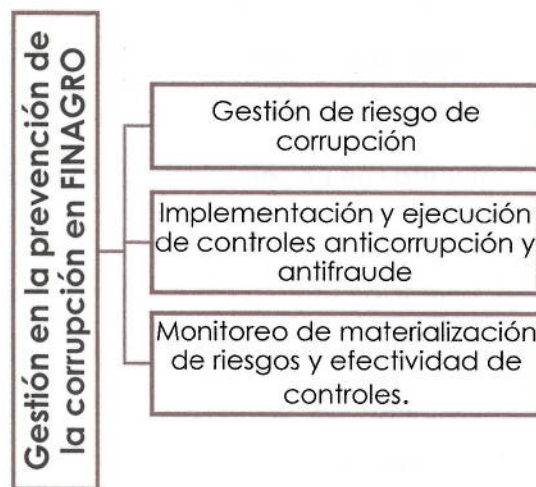 Gestión en la prevención de
la corrupción en FINAGRO
Gestión de riesgo de
corrupción
Implementación y ejecución
de controles anticorrupción y
antifraude
Monitoreo de materialización
de riesgos y efectividad de
controles.